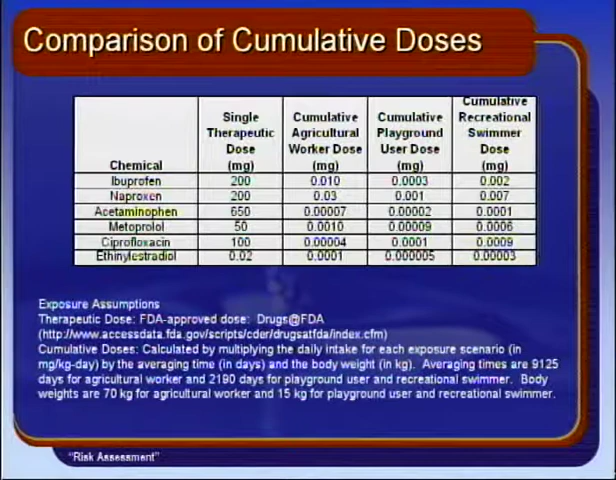 Comparison of Cumulative Doses
Chemical Single Therapeutic Dose (mg) Cumulative Agricultural Worker Dose (mg) Cumulative Playground User Dose (mg) Cumulative Recreational Swimmer Dose (mg)
Ibuprofen 200 0.010 0.0003 0.002
Naproxen 200 0.03 0.001 0.007
Acetaminophen 650 0.00007 0.00002 0.0001
Metoprolol 50 0.0010 0.00009 0.0006
Ciprofloxacin 100 0.00004 0.0001 0.0009
Ethinylestradiol 0.02 0.0001 0.000005 0.00003
Exposure Assumptions
Therapeutic Dose: FDA-approved dose: Drugs@FDA
(http://www.accessdata.fda.gov/scripts/cder/drugsatfda/index.cfm)
Cumulative Doses: Calculated by multiplying the daily intake for each exposure scenario (in
mg/kg-day) by the averaging time (in days) and the body weight (in kg). Averaging times are 9125
days for agricultural worker and 2190 days for playground user and recreational swimmer. Body
weights are 70 kg for agricultural worker and 15 kg for playground user and recreational swimmer.
"Risk Assessment"